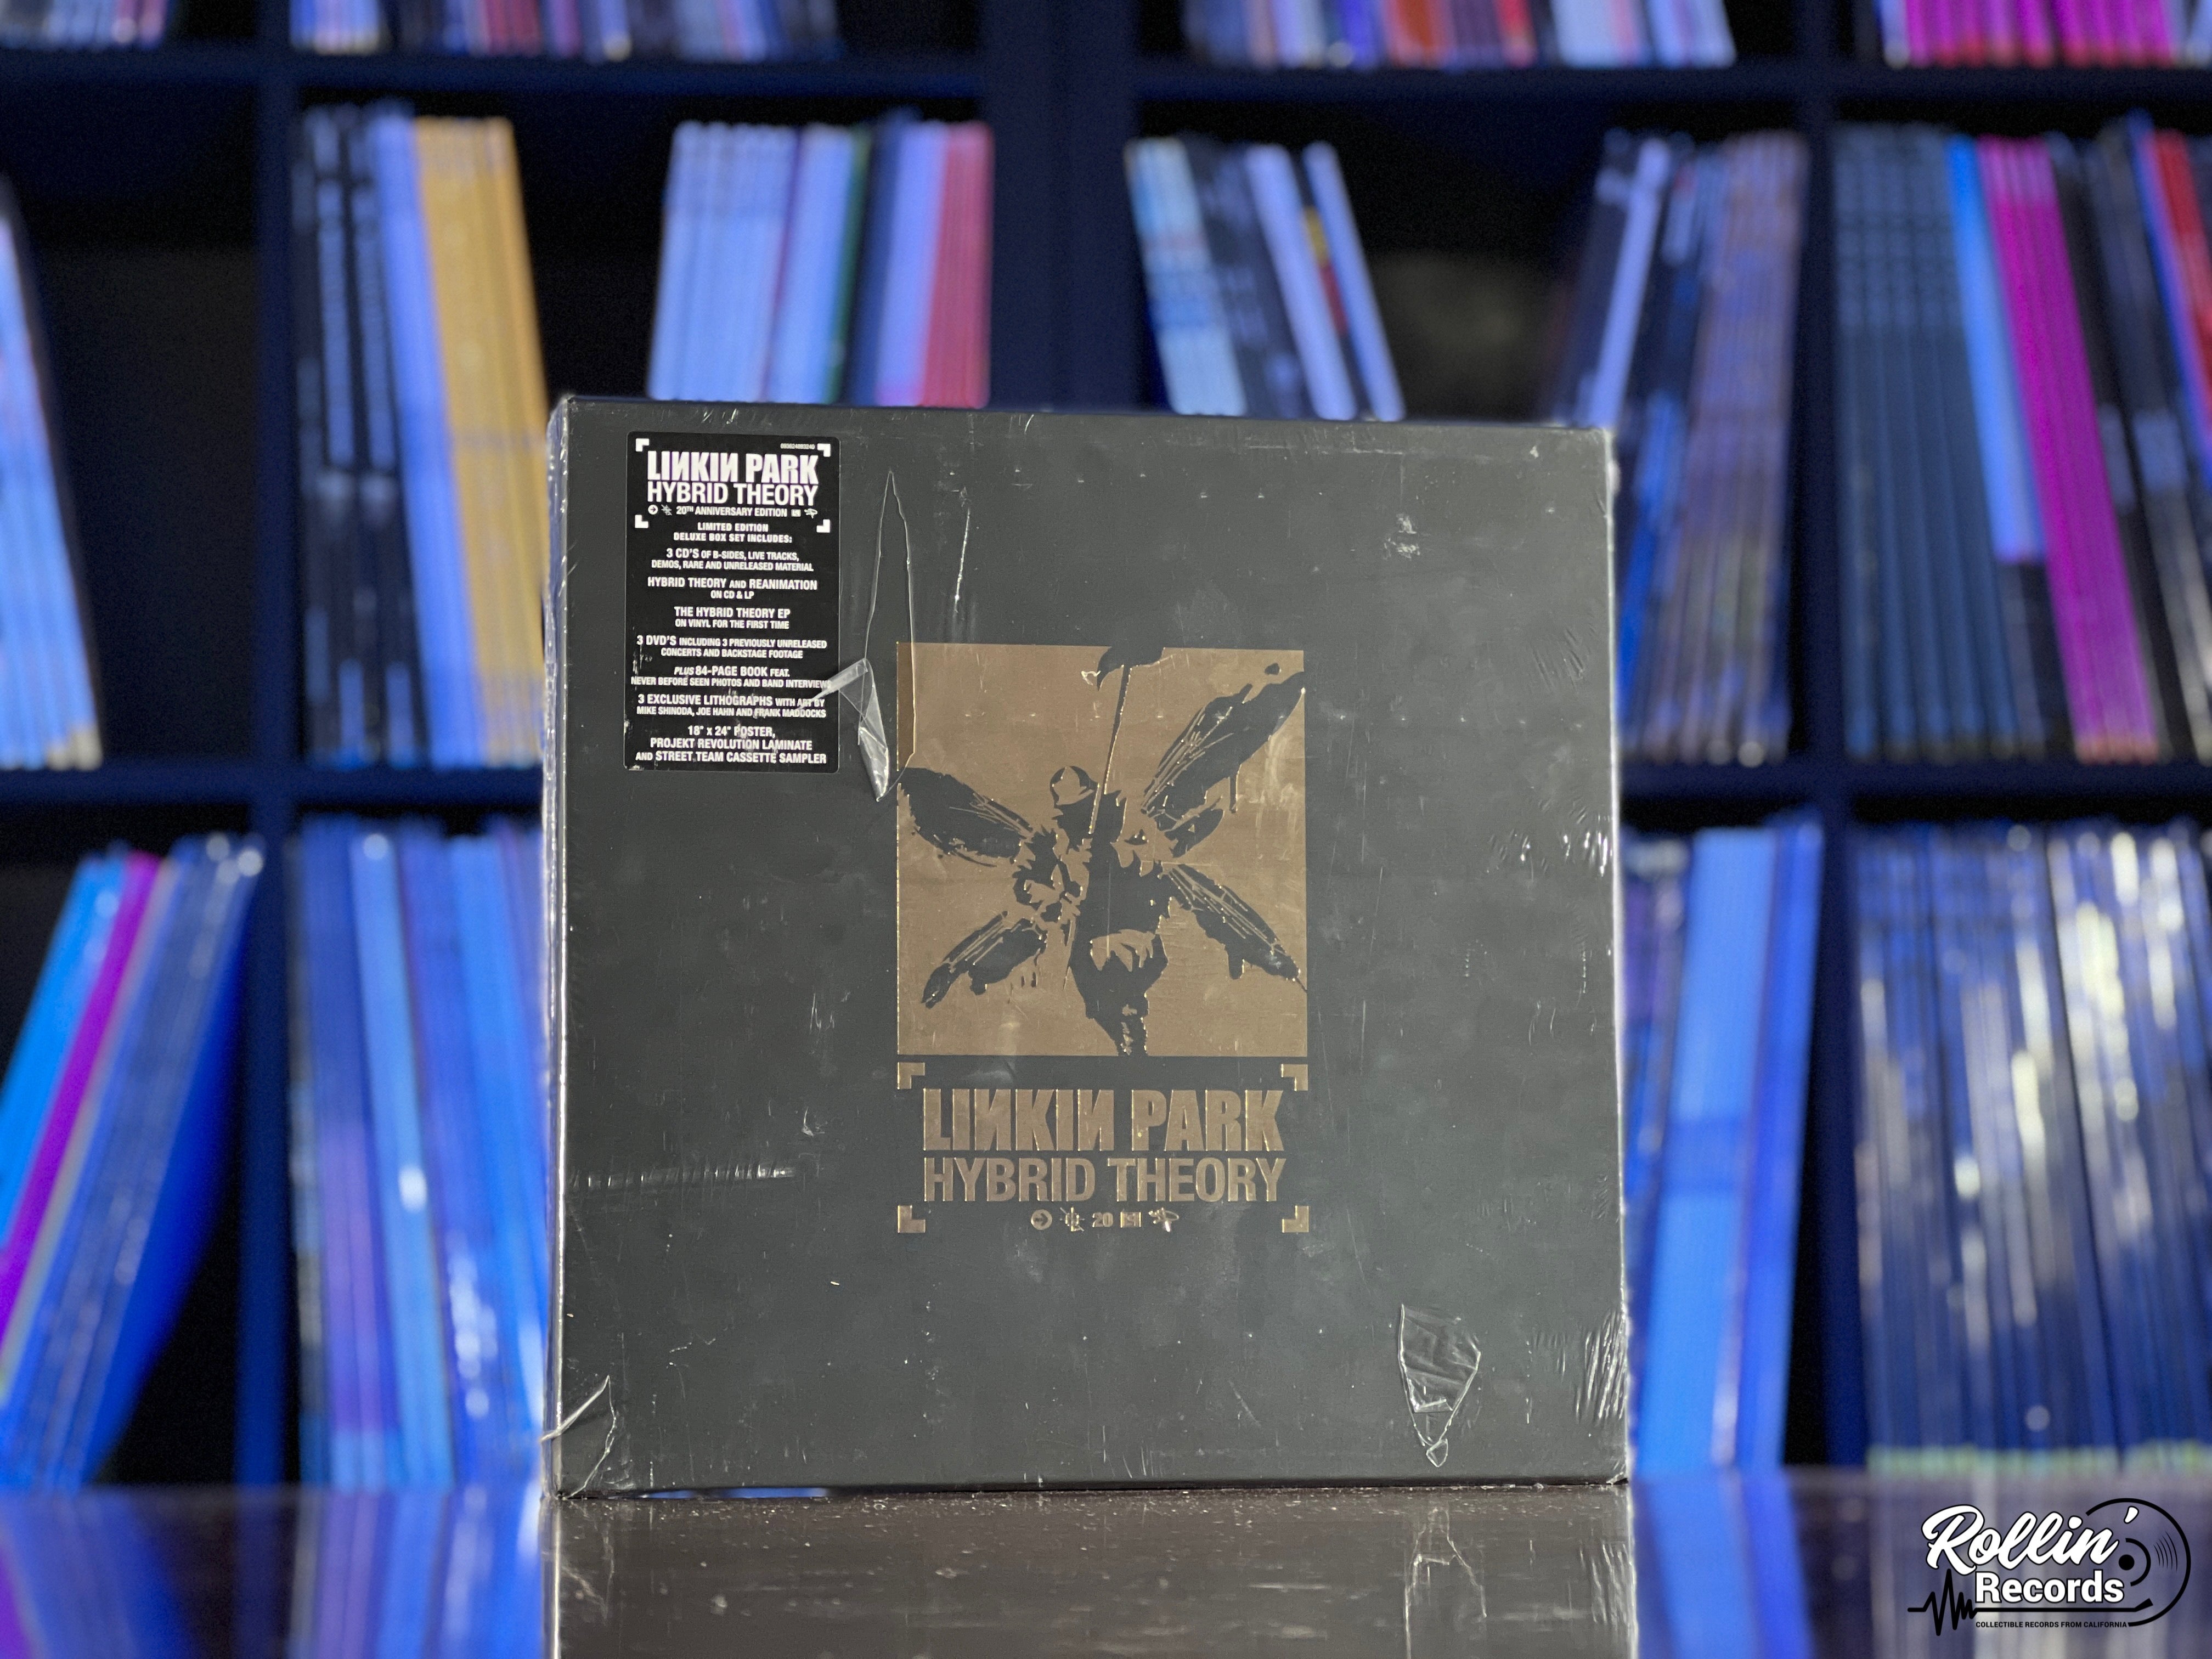 093624893240
LIИKIИ PARK
HYBRID THEORY
20TH ANNIVERSARY EDITION
LIMITED EDITION
DELUXE BOX SET INCLUDES:
3 CD'S OF B-SIDES, LIVE TRACKS,
DEMOS, RARE AND UNRELEASED MATERIAL
HYBRID THEORY AND REANIMATION
ON CD & LP
THE HYBRID THEORY EP
ON VINYL FOR THE FIRST TIME
3 DVD'S INCLUDING 3 PREVIOUSLY UNRELEASED
CONCERTS AND BACKSTAGE FOOTAGE
PLUS 84-PAGE BOOK FEAT.
NEVER BEFORE SEEN PHOTOS AND BAND INTERVIEWS
3 EXCLUSIVE LITHOGRAPHS WITH ART BY
MIKE SHINODA, JOE HAHN AND FRANK MADDOCKS
18" x 24" POSTER,
PROJEKT REVOLUTION LAMINATE
AND STREET TEAM CASSETTE SAMPLER
LIИKIИ PARK
HYBRID THEORY
20
Rollin'
Records
COLLECTIBLE RECORDS FROM CALIFORNIA